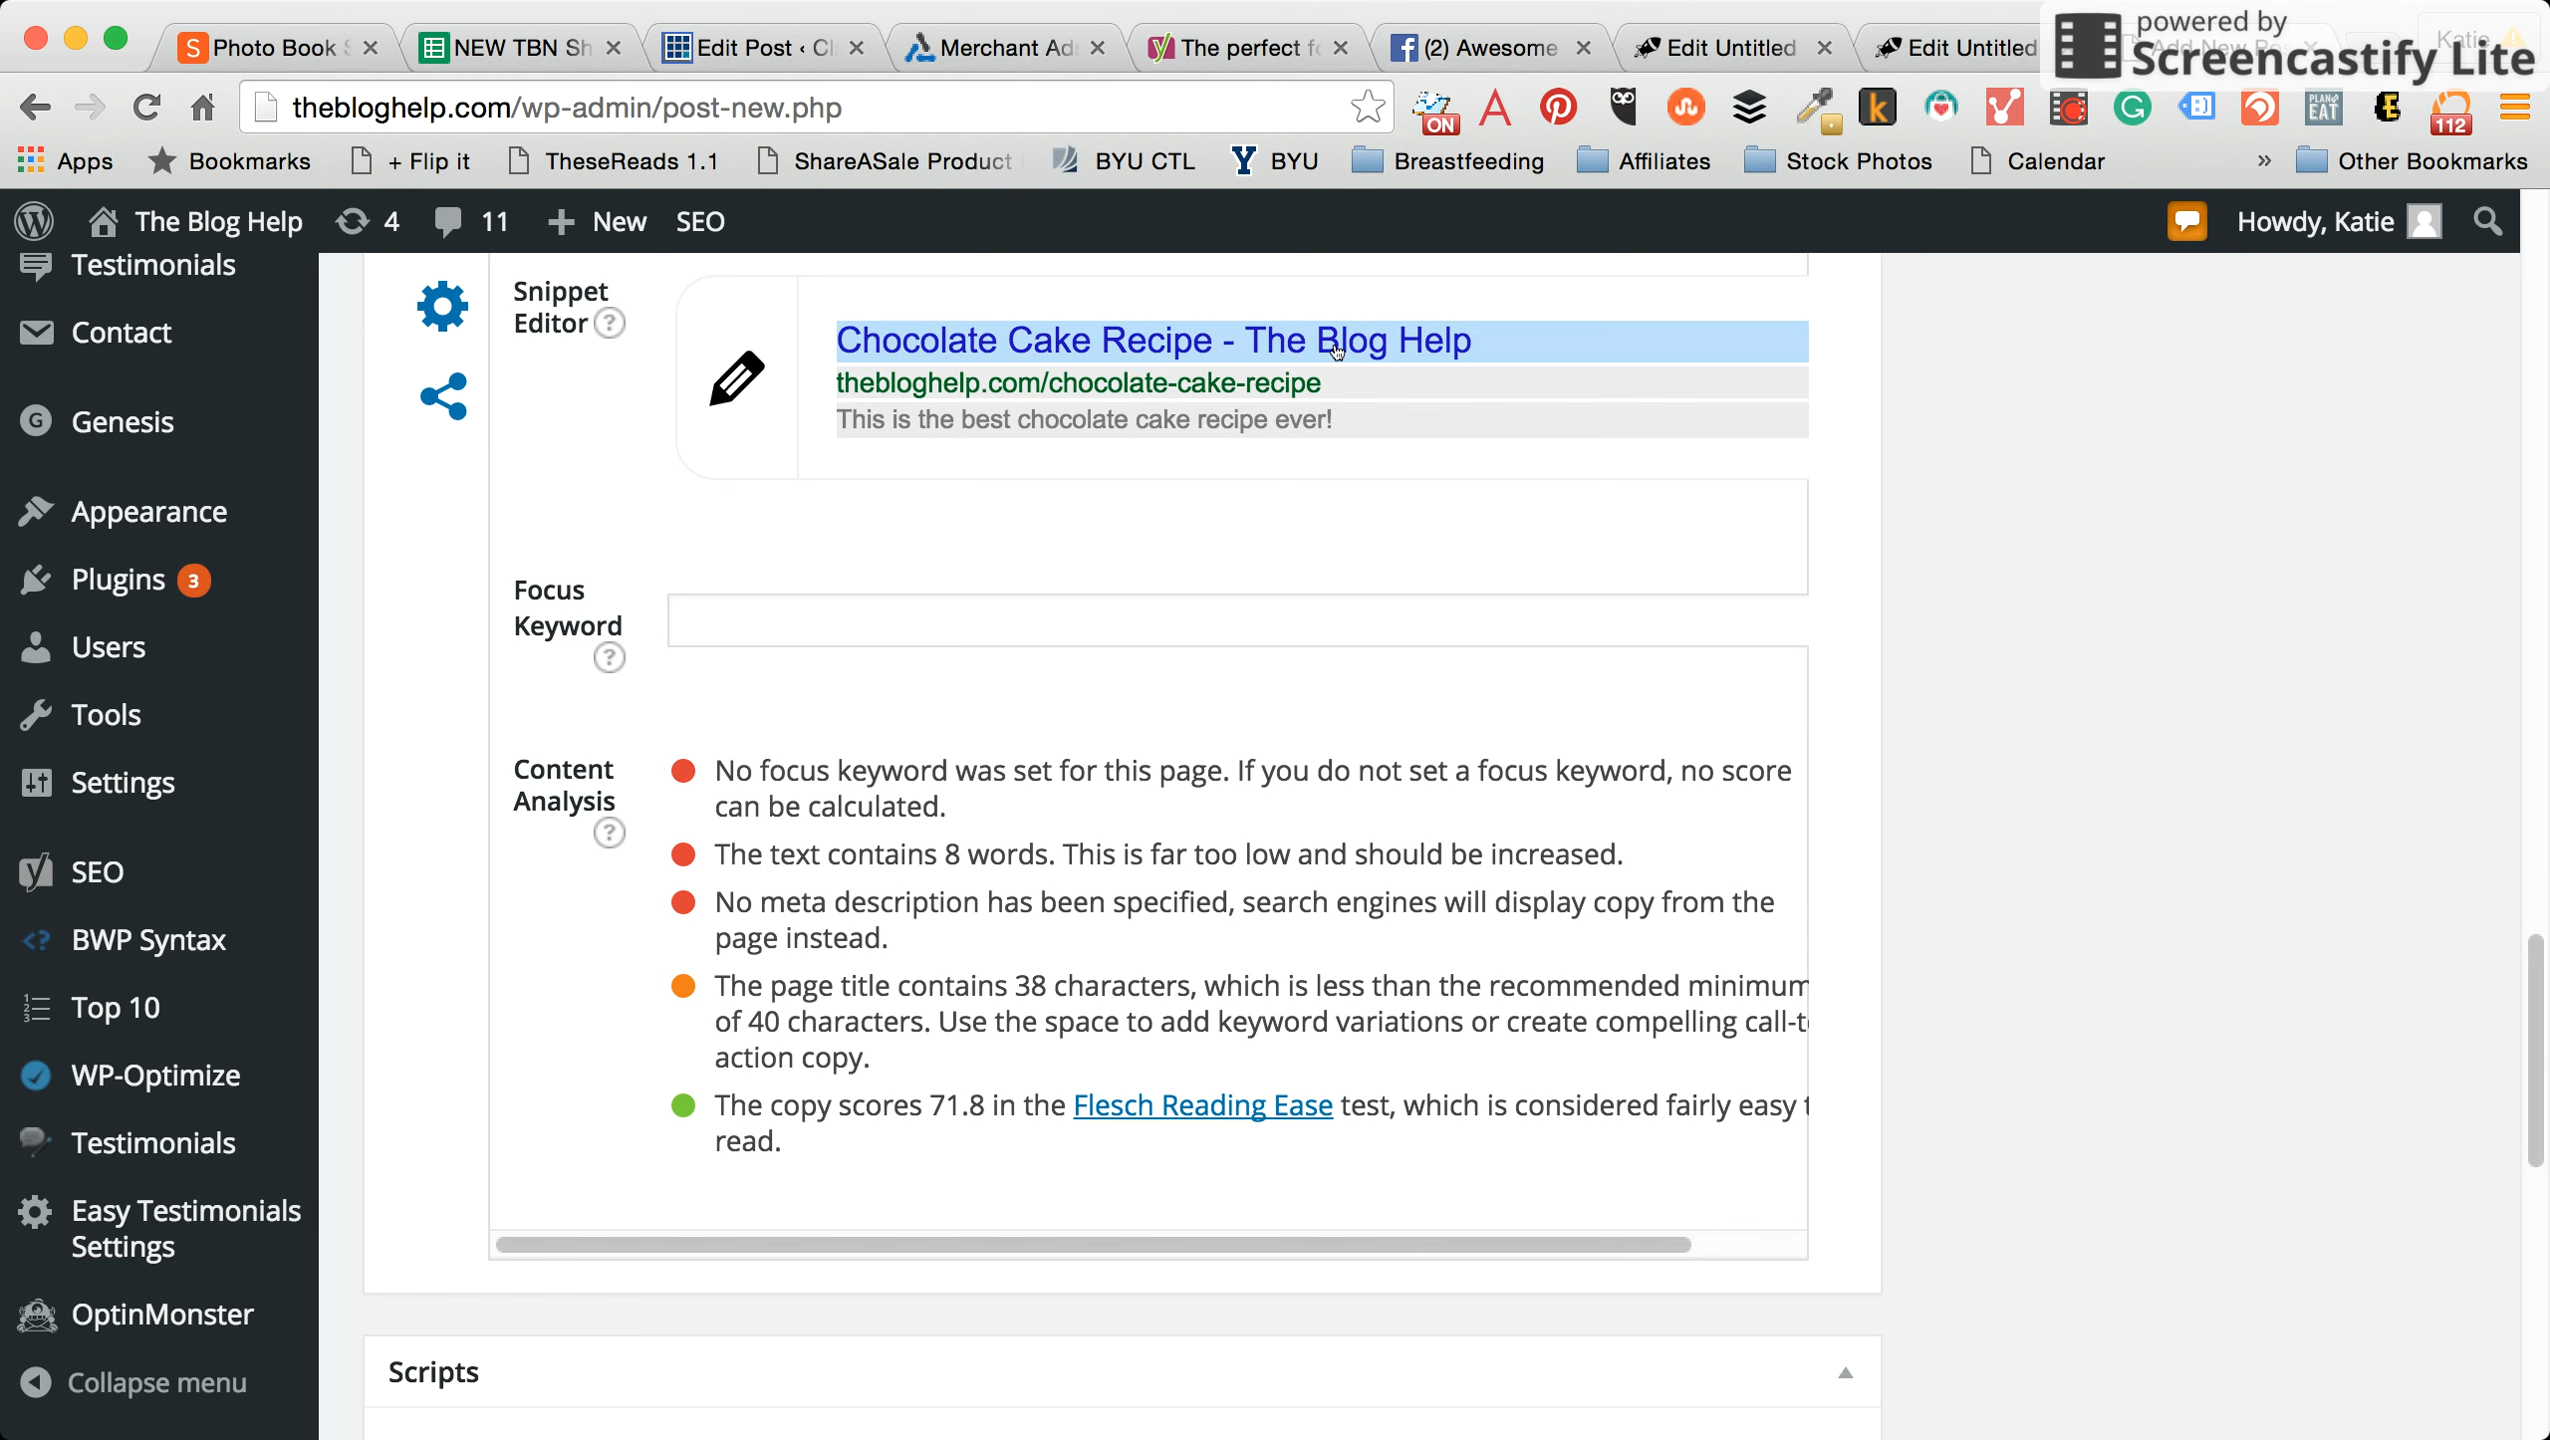 powered by
Screencastify Lite
Photo Book
NEW TBN Sh
Edit Post ‹ Cl
Merchant Ad
The perfect f
(2) Awesome
Edit Untitled
Edit Untitled
Add New Po
Katie
thebloghelp.com/wp-admin/post-new.php
ON
112
Apps
Bookmarks
+ Flip it
TheseReads 1.1
ShareASale Product
BYU CTL
BYU
Breastfeeding
Affiliates
Stock Photos
Calendar
»
Other Bookmarks
The Blog Help
4
11
+ New
SEO
Howdy, Katie
Testimonials
Contact
Genesis
Appearance
Plugins 3
Users
Tools
Settings
SEO
BWP Syntax
Top 10
WP-Optimize
Testimonials
Easy Testimonials
Settings
OptinMonster
Collapse menu
Snippet
Editor ?
Chocolate Cake Recipe - The Blog Help
thebloghelp.com/chocolate-cake-recipe
This is the best chocolate cake recipe ever!
Focus
Keyword
?
Content
Analysis
?
No focus keyword was set for this page. If you do not set a focus keyword, no score
can be calculated.
The text contains 8 words. This is far too low and should be increased.
No meta description has been specified, search engines will display copy from the
page instead.
The page title contains 38 characters, which is less than the recommended minimum
of 40 characters. Use the space to add keyword variations or create compelling call-t
action copy.
The copy scores 71.8 in the Flesch Reading Ease test, which is considered fairly easy t
read.
Scripts